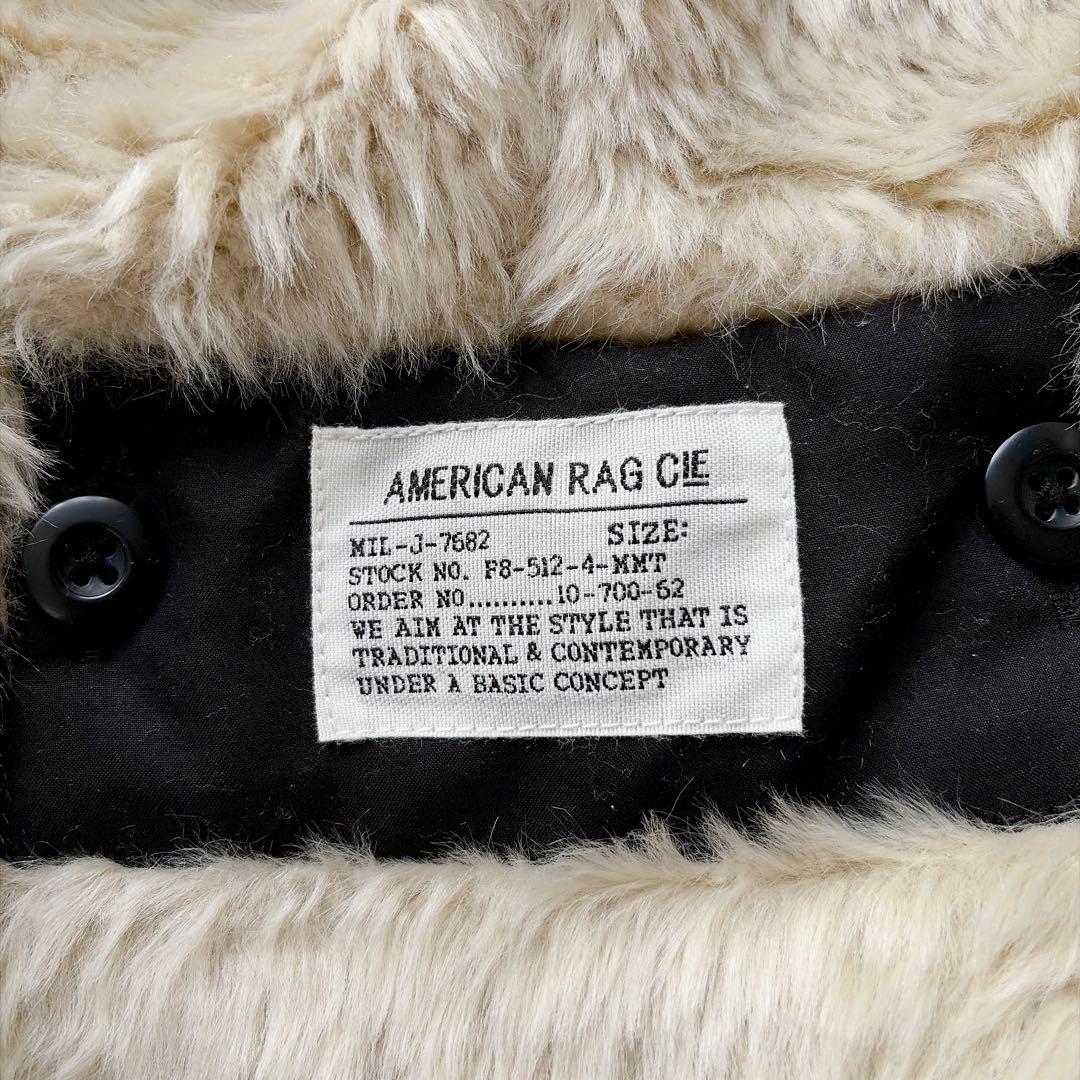 AMERICAN RAG CIE
MIL-J-7682 SIZE:
STOCK NO. F8-512-4-MMT
ORDER NO..........10-700-62
WE AIM AT THE STYLE THAT IS
TRADITIONAL & CONTEMPORARY
UNDER A BASIC CONCEPT